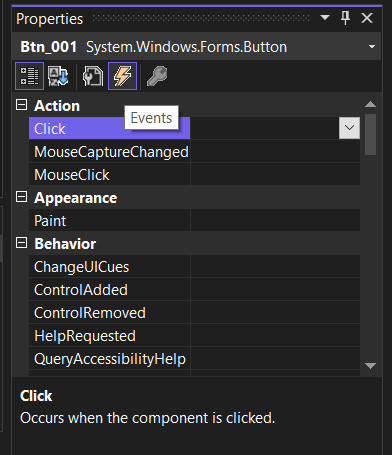 Properties
Btn_001 System.Windows.Forms.Button
Events
Action
Click
MouseCaptureChanged
MouseClick
Appearance
Paint
Behavior
ChangeUICues
ControlAdded
ControlRemoved
HelpRequested
QueryAccessibilityHelp
Click
Occurs when the component is clicked.